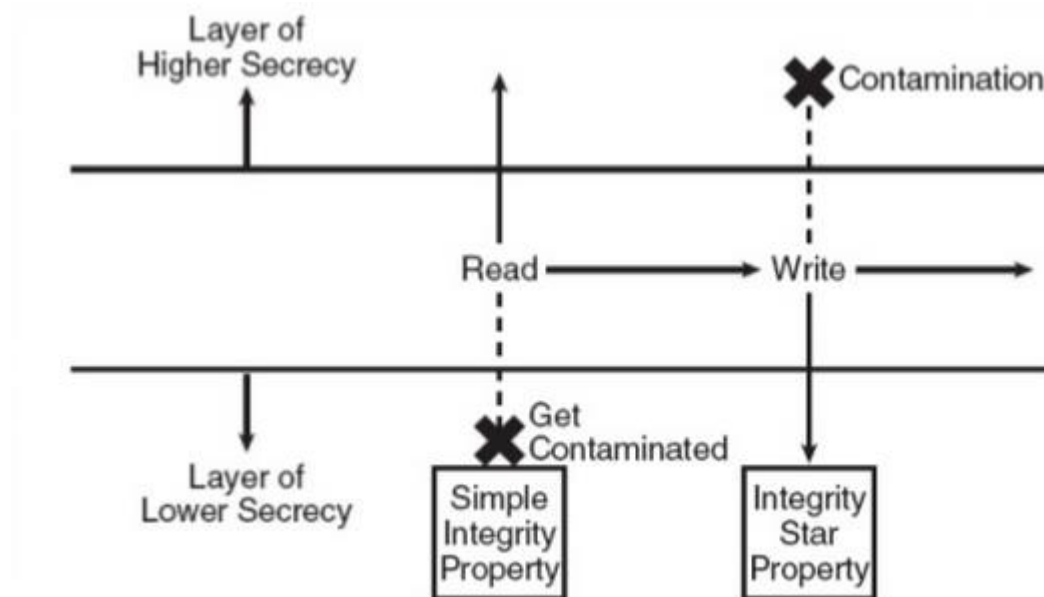 Layer of
Higher Secrecy
Contamination
Read
Write
Get
Contaminated
Layer of
Lower Secrecy
Simple
Integrity
Property
Integrity
Star
Property